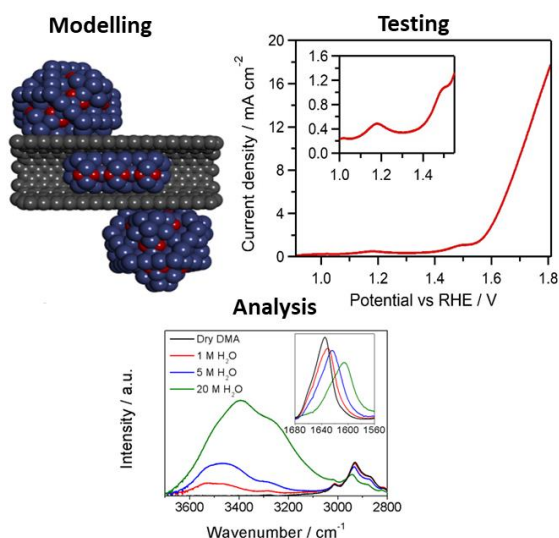 Modelling
Testing
Current density / mA cm⁻²
20
16
12
8
4
0
1.6
1.2
0.8
0.4
0.0
1.0 1.2 1.4
1.0 1.2 1.4 1.6 1.8
Potential vs RHE / V
Analysis
Intensity / a.u.
Dry DMA
1 M H₂O
5 M H₂O
20 M H₂O
1680 1640 1600 1560
3600 3400 3200 3000 2800
Wavenumber / cm⁻¹